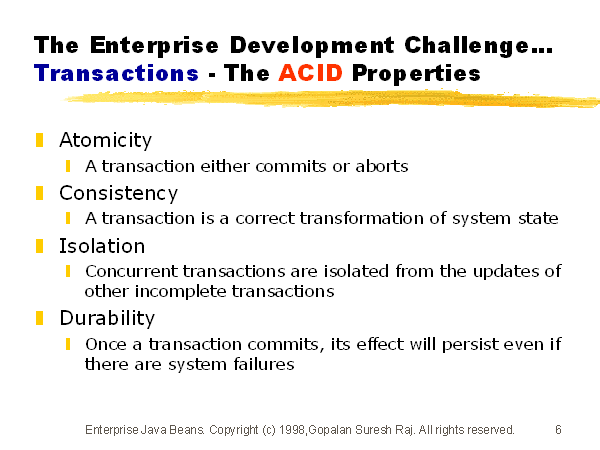 The Enterprise Development Challenge...
Transactions - The ACID Properties
Atomicity
A transaction either commits or aborts
Consistency
A transaction is a correct transformation of system state
Isolation
Concurrent transactions are isolated from the updates of
other incomplete transactions
Durability
Once a transaction commits, its effect will persist even if
there are system failures
Enterprise Java Beans. Copyright (c) 1998,Gopalan Suresh Raj. All rights reserved. 6